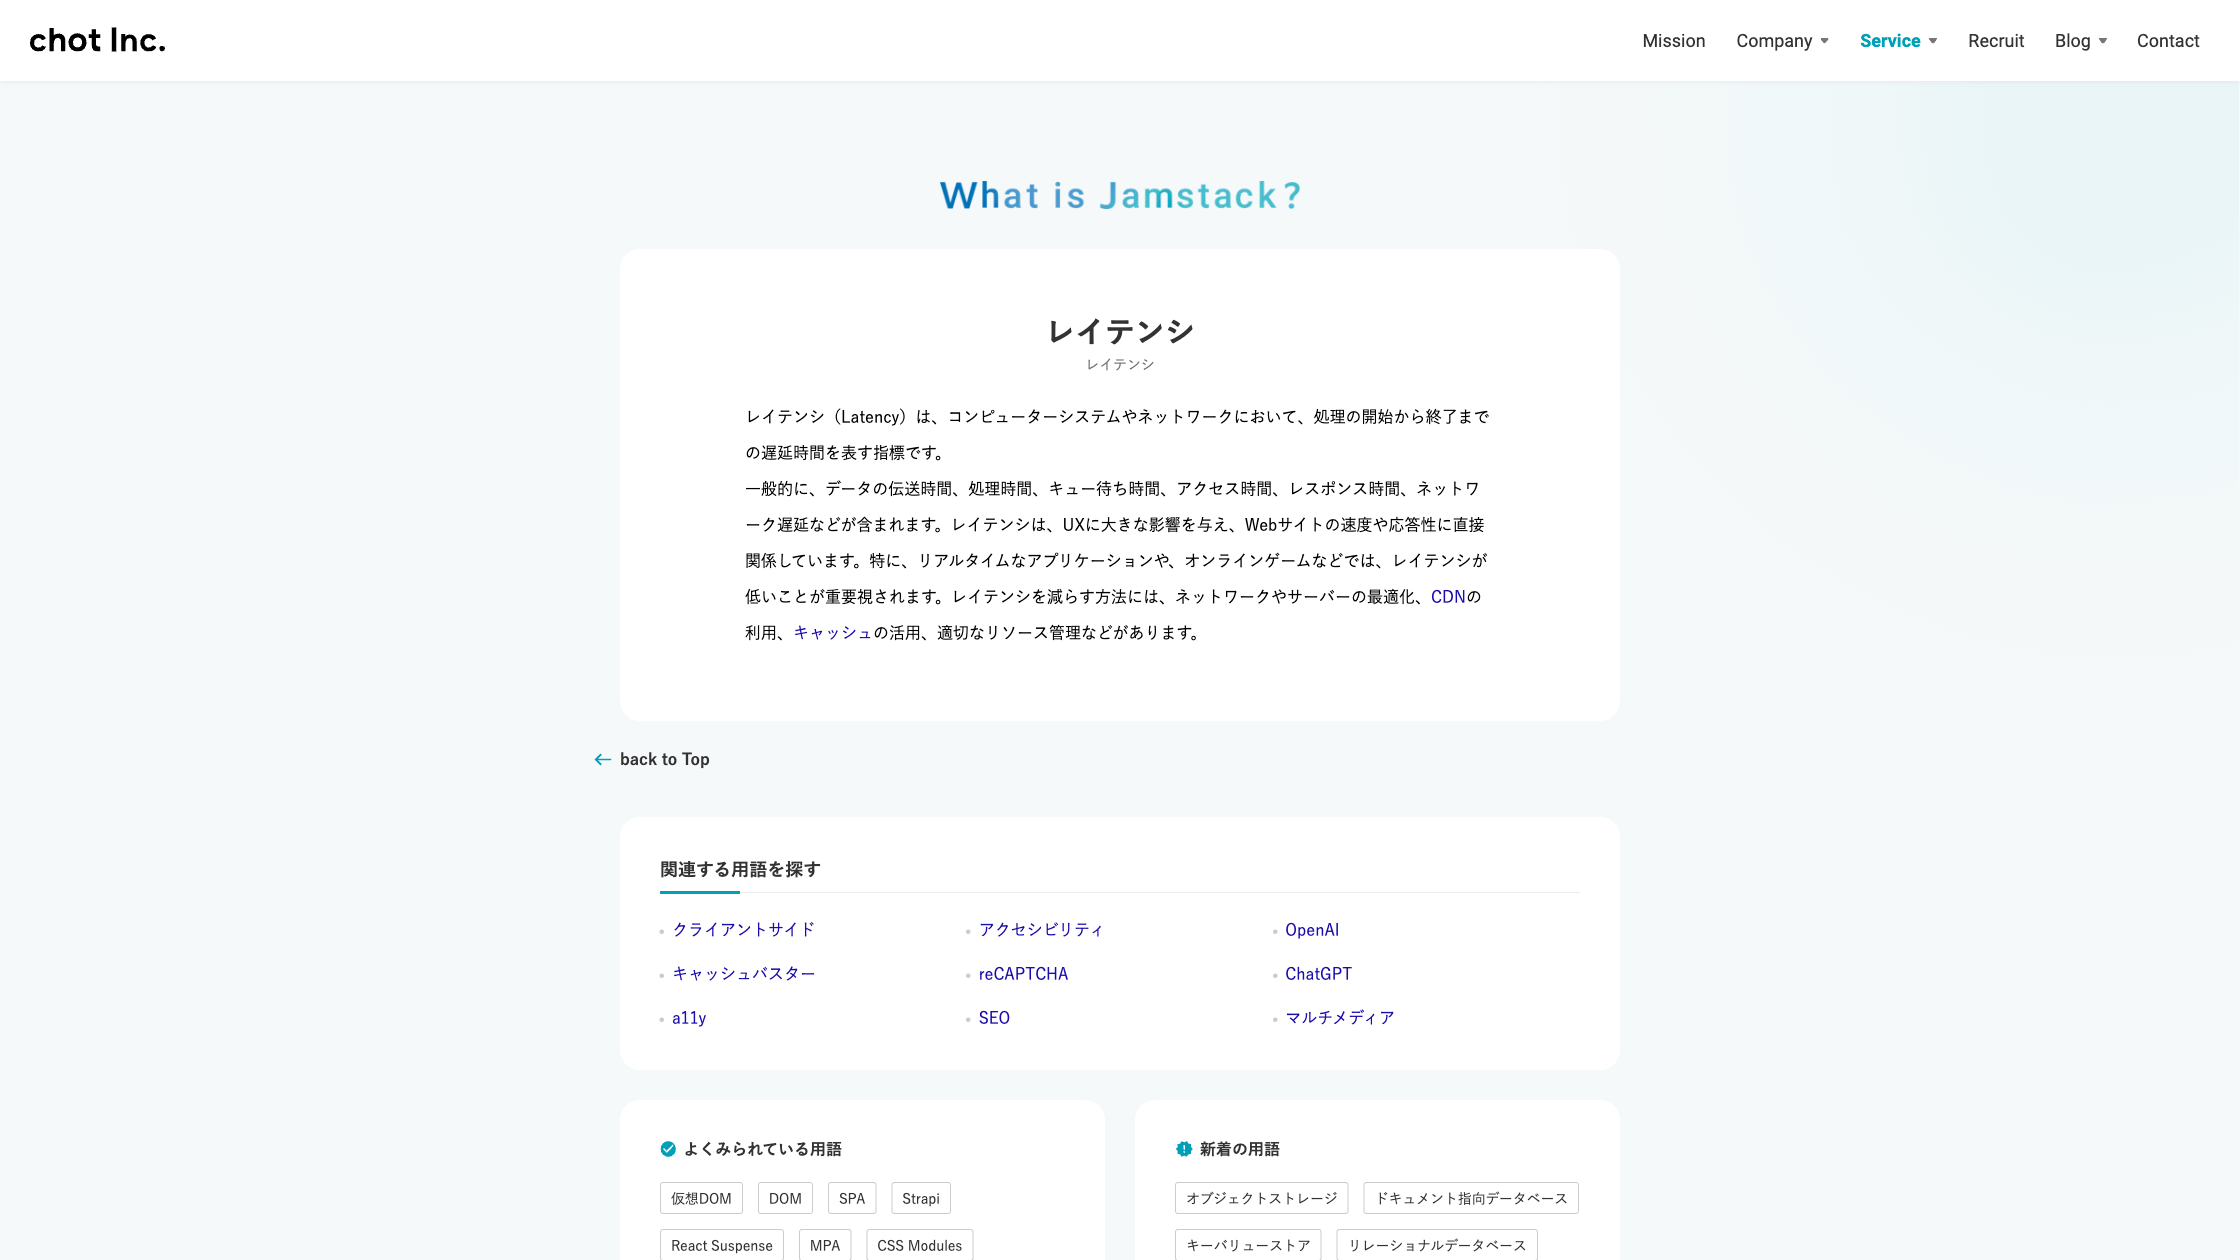 chot Inc.
Mission Company Service Recruit Blog Contact
What is Jamstack?
レイテンシ
レイテンシ
レイテンシ（Latency）は、コンピューターシステムやネットワークにおいて、処理の開始から終了まで
の遅延時間を表す指標です。
一般的に、データの伝送時間、処理時間、キュー待ち時間、アクセス時間、レスポンス時間、ネットワ
ーク遅延などが含まれます。レイテンシは、UXに大きな影響を与え、Webサイトの速度や応答性に直接
関係しています。特に、リアルタイムなアプリケーションや、オンラインゲームなどでは、レイテンシが
低いことが重要視されます。レイテンシを減らす方法には、ネットワークやサーバーの最適化、CDNの
利用、キャッシュの活用、適切なリソース管理などがあります。
back to Top
関連する用語を探す
クライアントサイド アクセシビリティ OpenAI
キャッシュバスター reCAPTCHA ChatGPT
a11y SEO マルチメディア
よくみられている用語
仮想DOM DOM SPA Strapi
React Suspense MPA CSS Modules
新着の用語
オブジェクトストレージ ドキュメント指向データベース
キーバリューストア リレーショナルデータベース